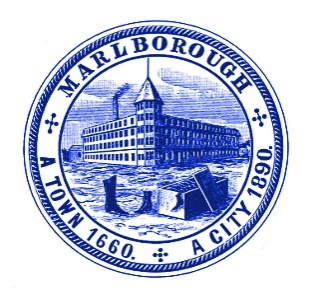 MARLBOROUGH
A TOWN 1660.
A CITY 1890.